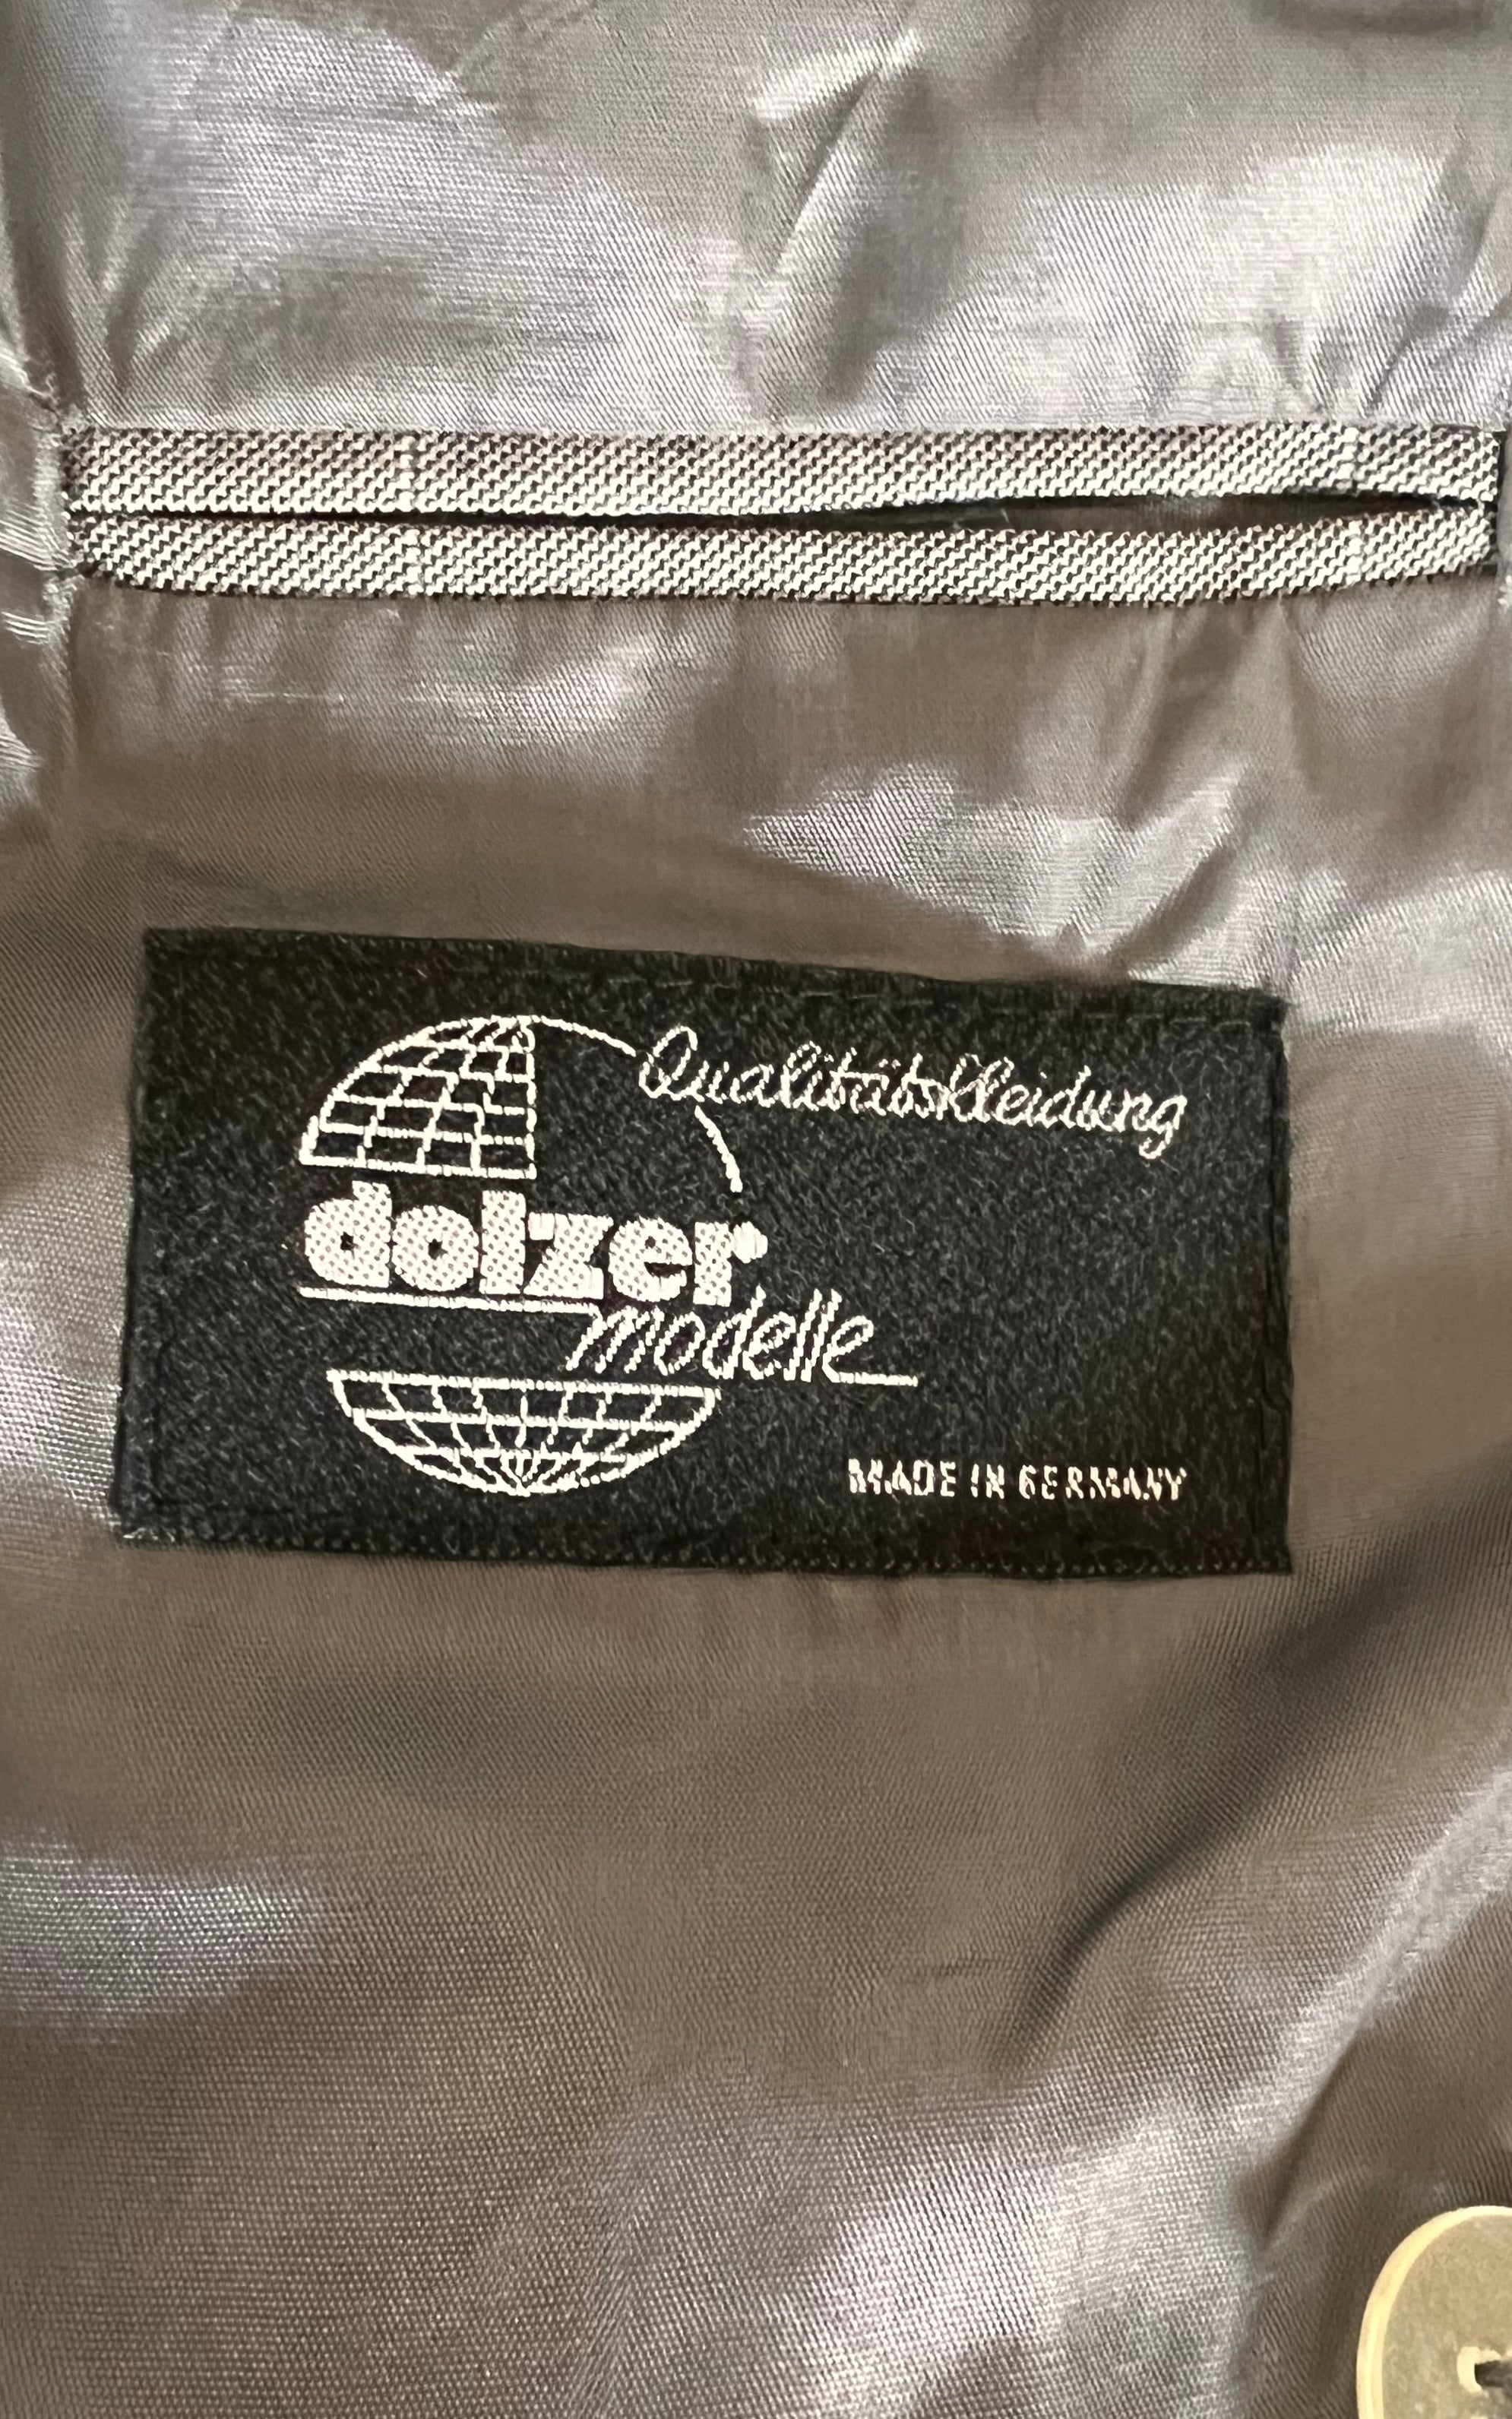 Qualitätskleidung
dolzer
modelle
MADE IN GERMANY